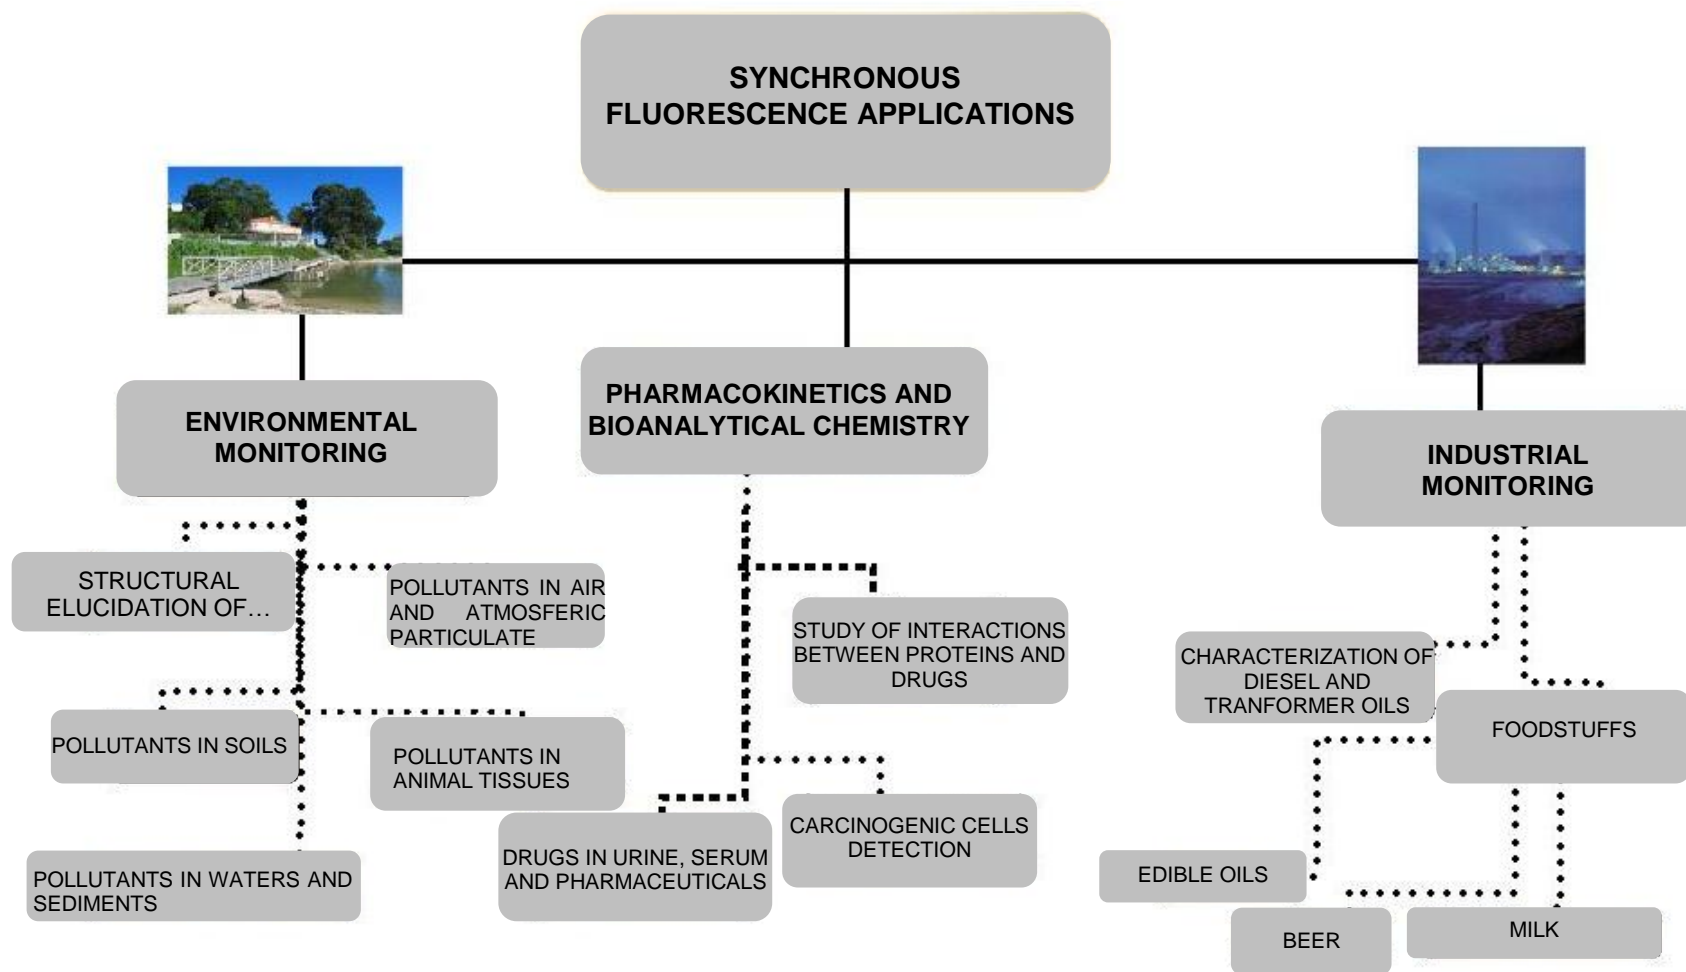 SYNCHRONOUS
FLUORESCENCE APPLICATIONS
ENVIRONMENTAL
MONITORING
PHARMACOKINETICS AND
BIOANALYTICAL CHEMISTRY
INDUSTRIAL
MONITORING
STRUCTURAL
ELUCIDATION OF…
POLLUTANTS IN AIR
AND ATMOSFERIC
PARTICULATE
POLLUTANTS IN SOILS
POLLUTANTS IN
ANIMAL TISSUES
POLLUTANTS IN WATERS AND
SEDIMENTS
STUDY OF INTERACTIONS
BETWEEN PROTEINS AND
DRUGS
CARCINOGENIC CELLS
DETECTION
DRUGS IN URINE, SERUM
AND PHARMACEUTICALS
CHARACTERIZATION OF
DIESEL AND
TRANFORMER OILS
FOODSTUFFS
EDIBLE OILS
BEER
MILK